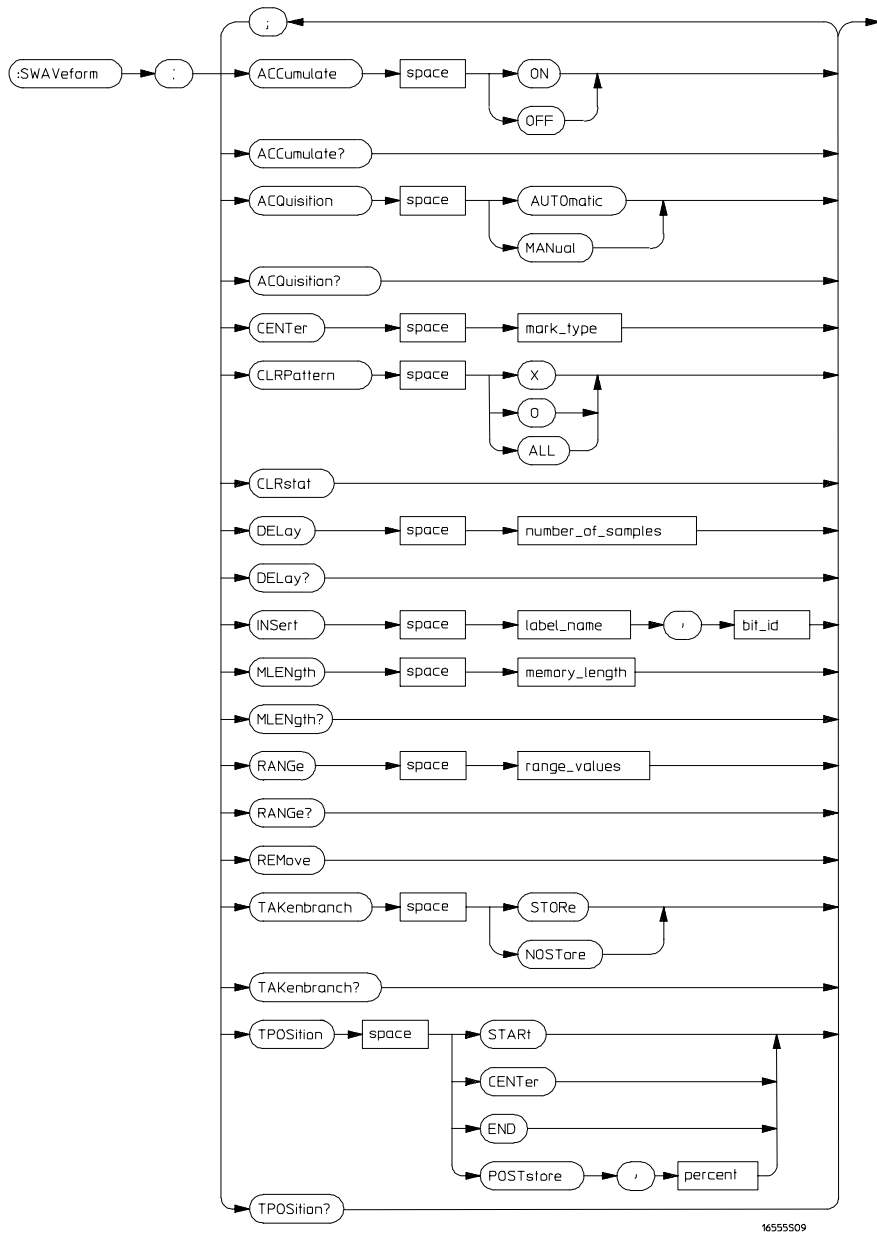 ;
:SWAVeform : ACCumulate space ON
OFF
ACCumulate?
ACQuisition space AUTOmatic
MANual
ACQuisition?
CENTer space mark_type
CLRPattern space X
O
ALL
CLRstat
DELay space number_of_samples
DELay?
INSert space label_name , bit_id
MLENgth space memory_length
MLENgth?
RANGe space range_values
RANGe?
REMove
TAKenbranch space STORe
NOSTore
TAKenbranch?
TPOSition space STARt
CENTer
END
POSTstore , percent
TPOSition?
16555S09